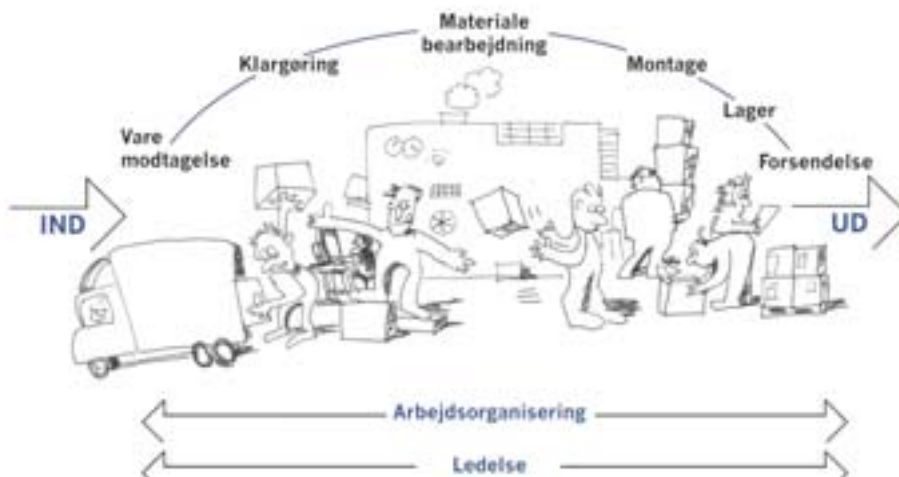 Materiale
bearbejdning
Klargøring
Montage
Lager
Vare
modtagelse
Forsendelse
IND
UD
Arbejdsorganisering
Ledelse